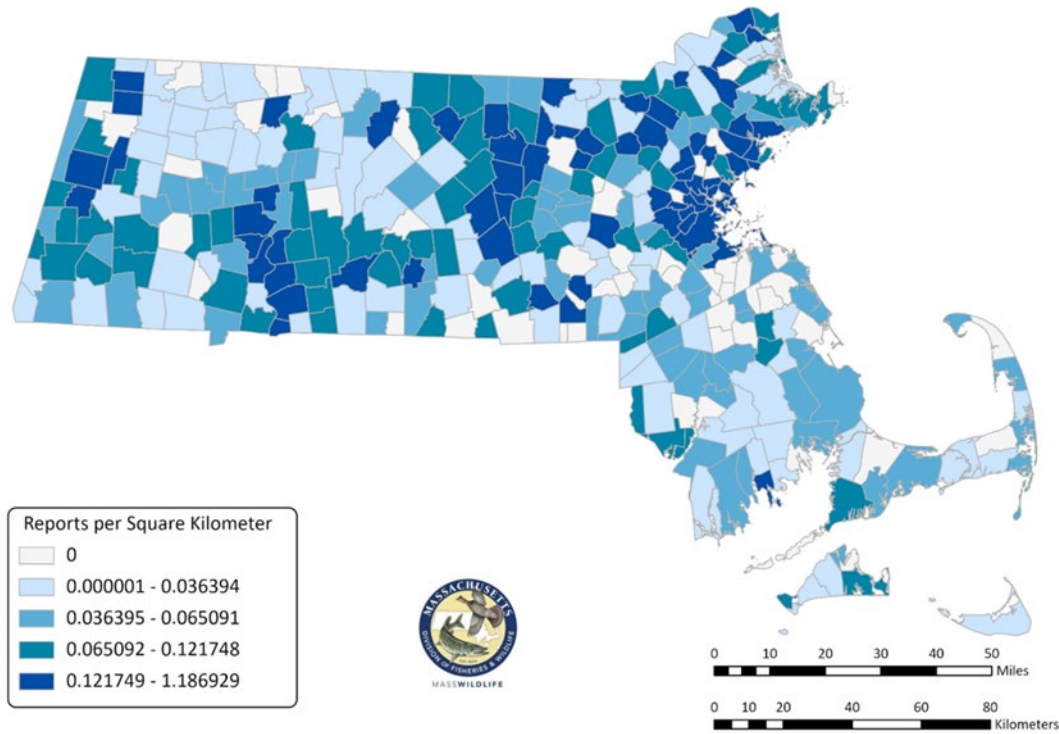 Reports per Square Kilometer
0
0.000001 - 0.036394
0.036395 - 0.065091
0.065092 - 0.121748
0.121749 - 1.186929
MASSACHUSETTS
DIVISION OF FISHERIES & WILDLIFE
MASSWILDLIFE
0 10 20 30 40 50
Miles
0 10 20 40 60 80
Kilometers